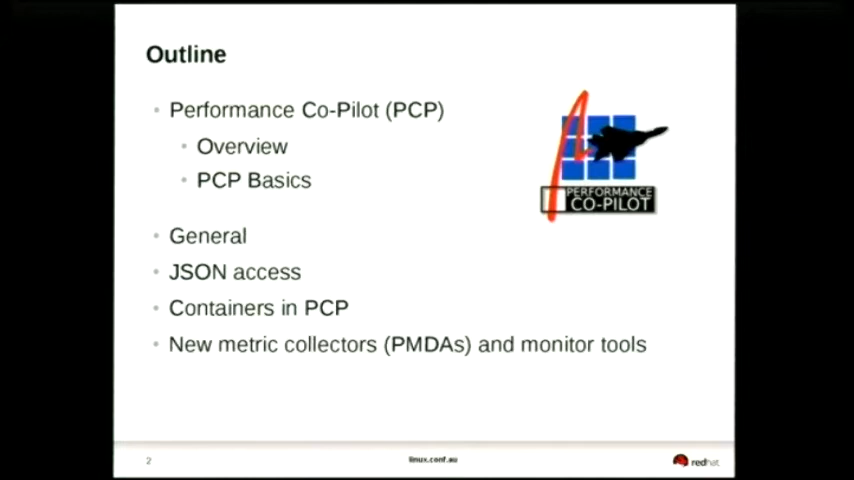 Outline
Performance Co-Pilot (PCP)
Overview
PCP Basics
PERFORMANCE
CO-PILOT
General
JSON access
Containers in PCP
New metric collectors (PMDAs) and monitor tools
2
linux.conf.au
redhat